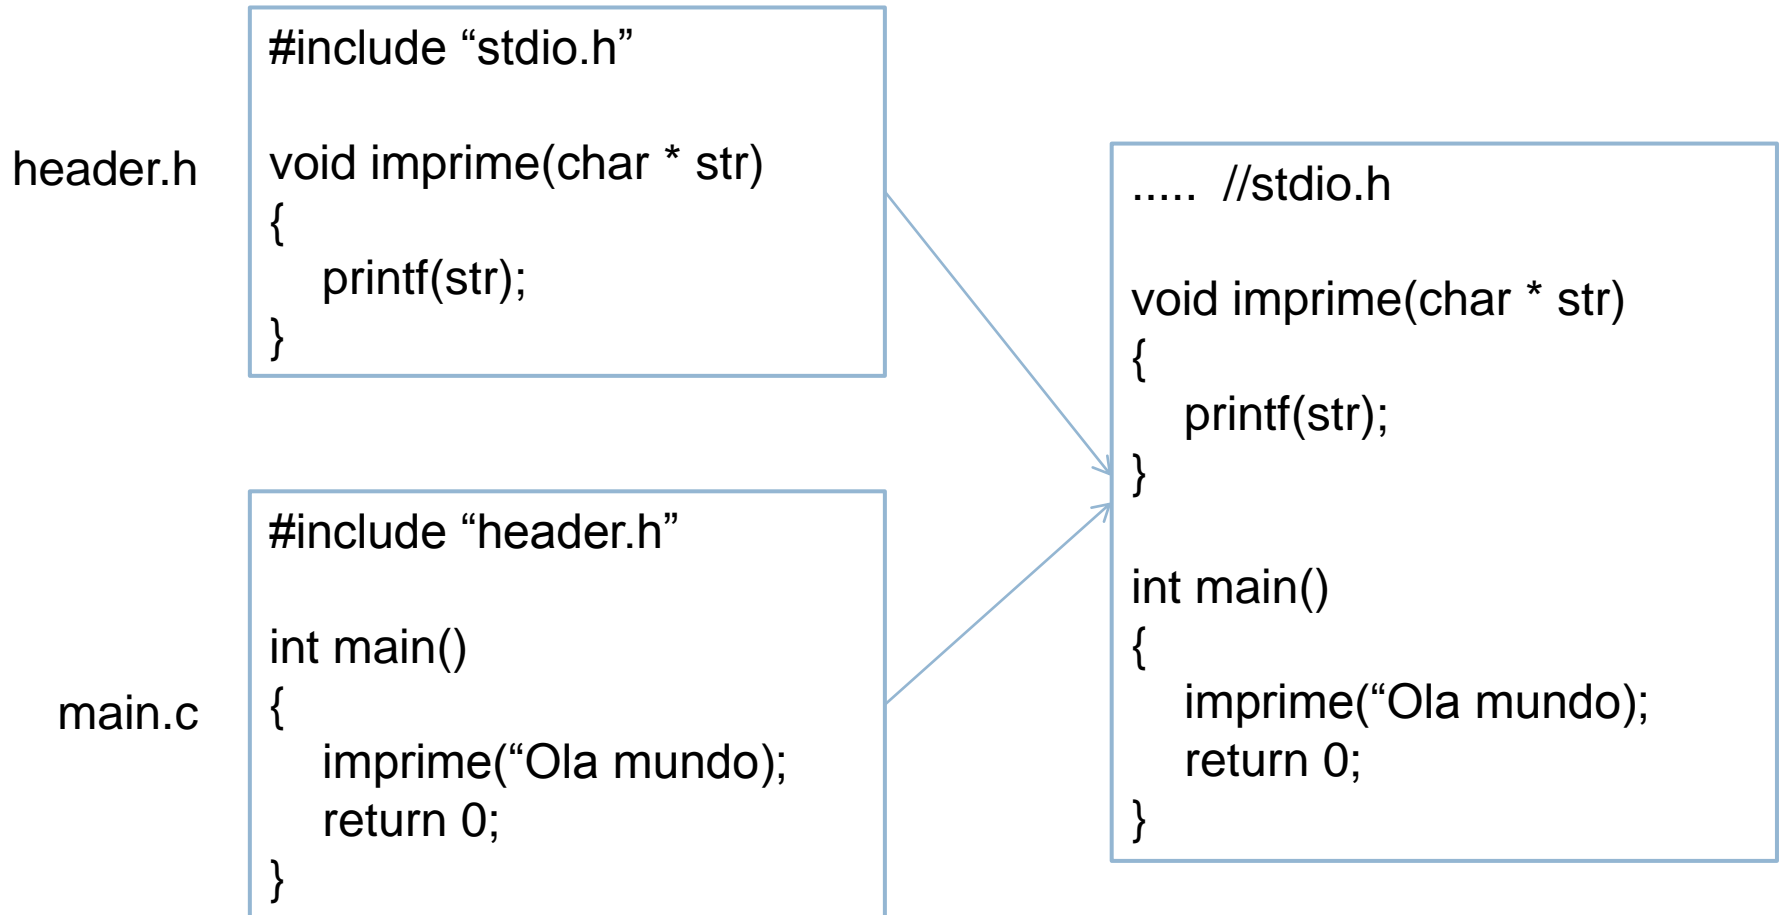 header.h
#include “stdio.h”
void imprime(char * str)
{
printf(str);
}
main.c
#include “header.h”
int main()
{
imprime(“Ola mundo);
return 0;
}
..... //stdio.h
void imprime(char * str)
{
printf(str);
}
int main()
{
imprime(“Ola mundo);
return 0;
}